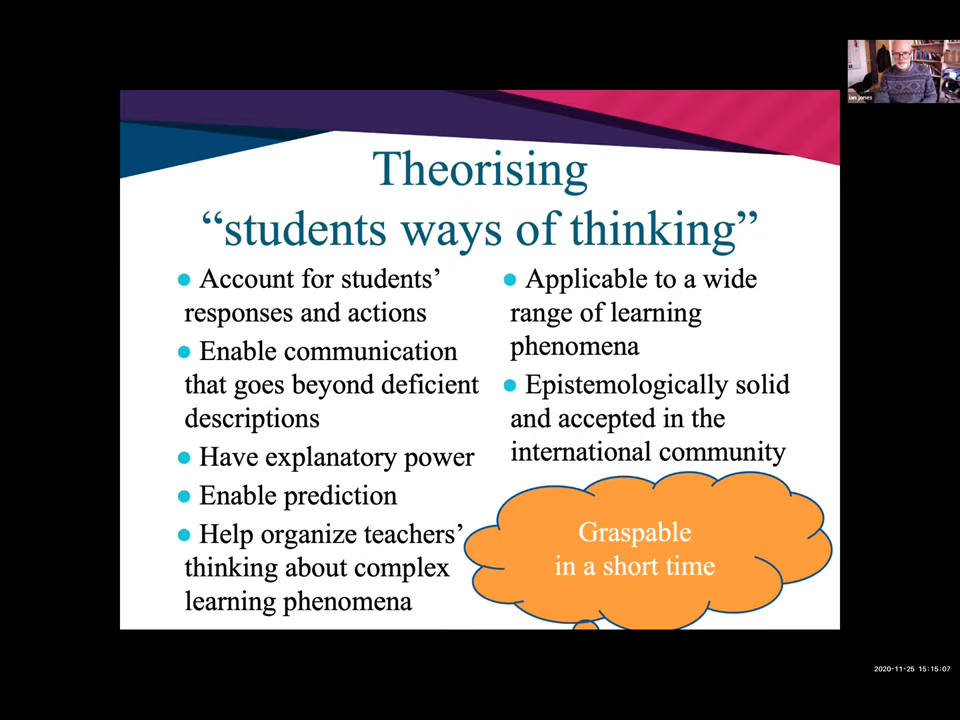 Theorising
“students ways of thinking”
● Account for students’
responses and actions
● Enable communication
that goes beyond deficient
descriptions
● Have explanatory power
● Enable prediction
● Help organize teachers’
thinking about complex
learning phenomena
● Applicable to a wide
range of learning
phenomena
● Epistemologically solid
and accepted in the
international community
Graspable
in a short time
ian jones
2020-11-25 15:15:07